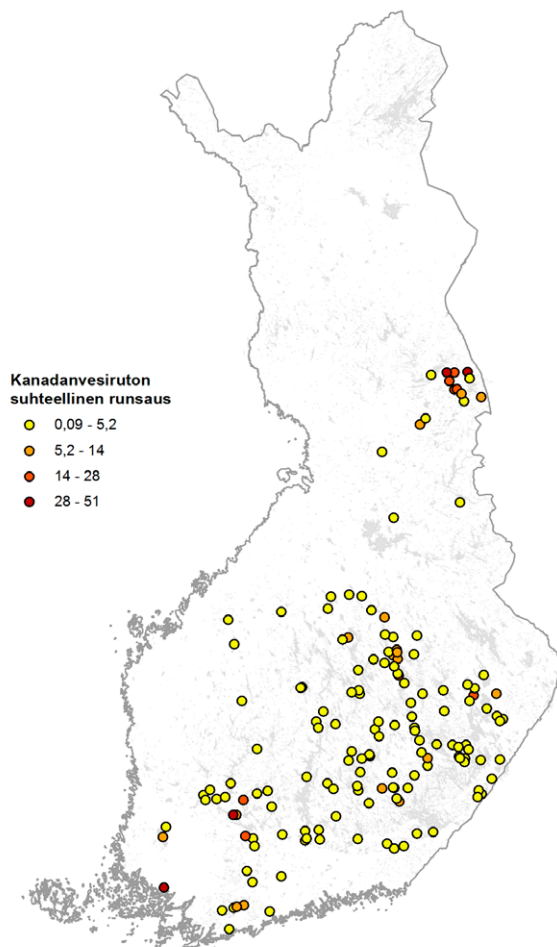 Kanadanvesiruton
suhteellinen runsaus
0,09 - 5,2
5,2 - 14
14 - 28
28 - 51